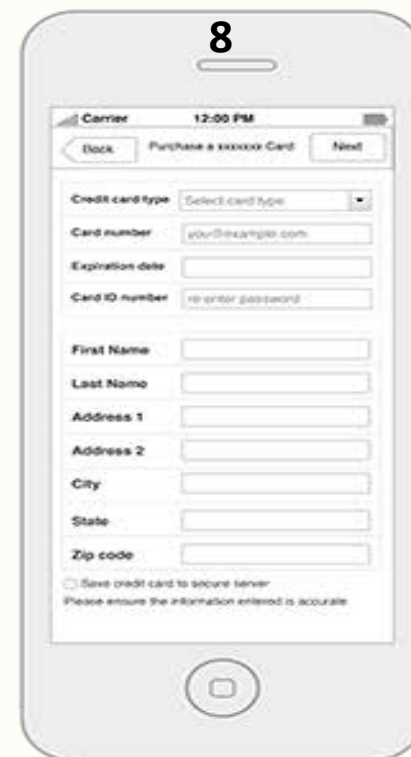 8
Carrier 12:00 PM
Back Purchase a xxxxxxx Card Next
Credit card type Select card type
Card number you@example.com
Expiration date
Card ID number re-enter password
First Name
Last Name
Address 1
Address 2
City
State
Zip code
Save credit card to secure server
Please ensure the information entered is accurate